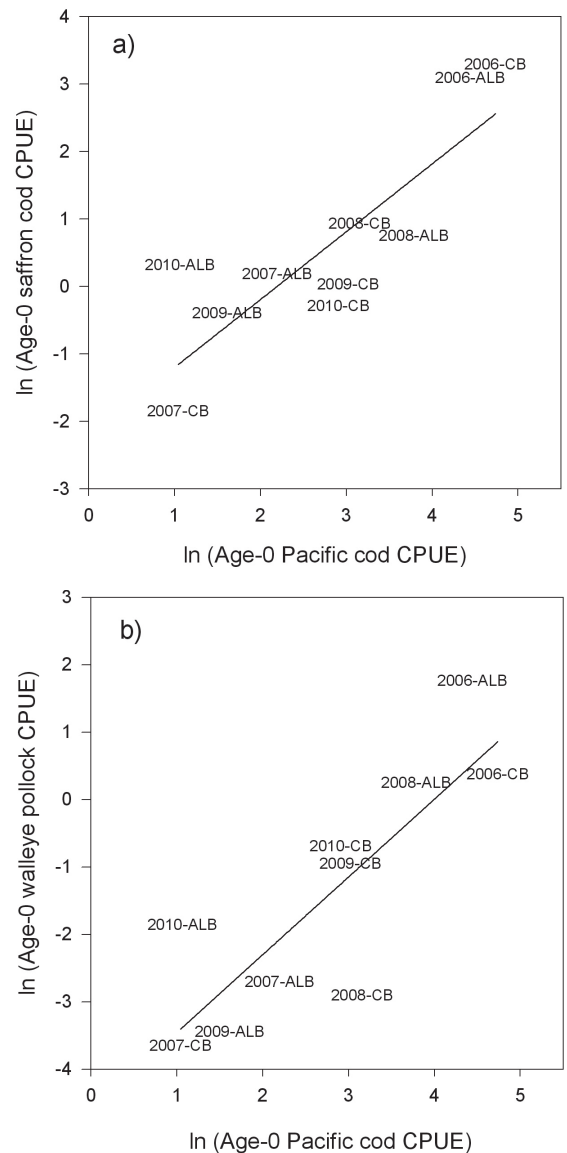 a)
4
3
2
1
0
-1
-2
-3
ln (Age-0 saffron cod CPUE)
2006-CB
2006-ALB
2008-CB
2008-ALB
2010-ALB
2007-ALB
2009-CB
2010-CB
2009-ALB
2007-CB
0 1 2 3 4 5
ln (Age-0 Pacific cod CPUE)
b)
3
2
1
0
-1
-2
-3
-4
ln (Age-0 walleye pollock CPUE)
2006-ALB
2006-CB
2008-ALB
2010-CB
2009-CB
2010-ALB
2007-ALB
2008-CB
2009-ALB
2007-CB
0 1 2 3 4 5
ln (Age-0 Pacific cod CPUE)